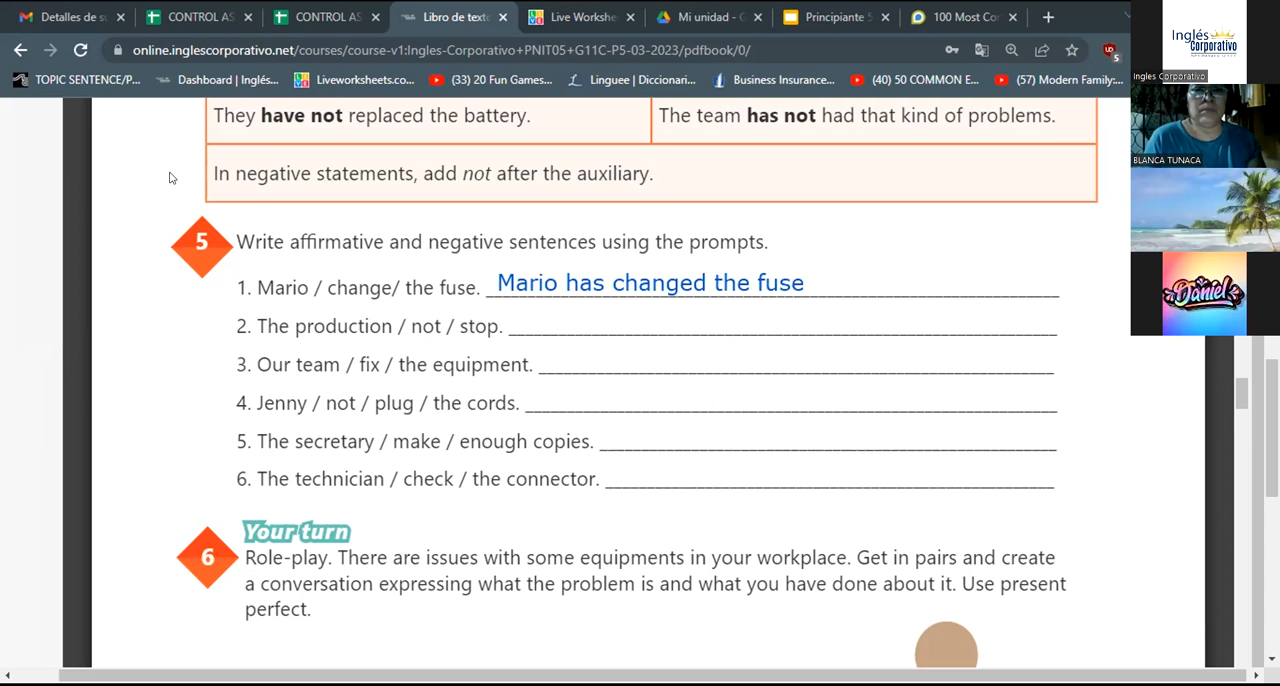 Detalles de su
CONTROL AS
CONTROL AS
Libro de texto
Live Workshe
Mi unidad - G
Principiante 5
100 Most Con
online.inglescorporativo.net/courses/course-v1:Ingles-Corporativo+PNIT05+G11C-P5-03-2023/pdfbook/0/
TOPIC SENTENCE/P...
Dashboard | Inglés...
Liveworksheets.co...
(33) 20 Fun Games...
Linguee | Diccionari...
Business Insurance...
(40) 50 COMMON E...
(57) Modern Family:...
Inglés
Corporativo
Ingles Corporativo
BLANCA TUNACA
Daniel
They have not replaced the battery.
The team has not had that kind of problems.
In negative statements, add not after the auxiliary.
5 Write affirmative and negative sentences using the prompts.
1. Mario / change/ the fuse. Mario has changed the fuse
2. The production / not / stop.
3. Our team / fix / the equipment.
4. Jenny / not / plug / the cords.
5. The secretary / make / enough copies.
6. The technician / check / the connector.
Your turn
6 Role-play. There are issues with some equipments in your workplace. Get in pairs and create
a conversation expressing what the problem is and what you have done about it. Use present
perfect.